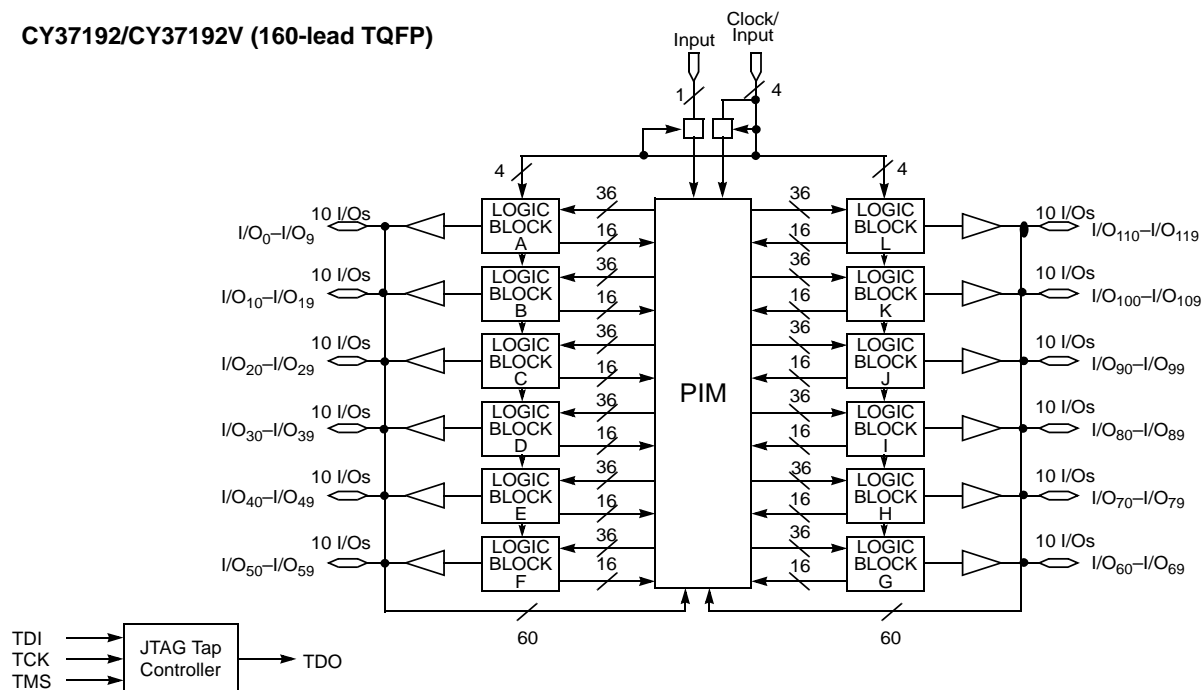 CY37192/CY37192V (160-lead TQFP)
Input
Clock/
Input
1
4
4
4
10 I/Os
I/O0–I/O9
LOGIC
BLOCK
A
36
16
36
16
LOGIC
BLOCK
L
10 I/Os
I/O110–I/O119
10 I/Os
I/O10–I/O19
LOGIC
BLOCK
B
36
16
36
16
LOGIC
BLOCK
K
10 I/Os
I/O100–I/O109
10 I/Os
I/O20–I/O29
LOGIC
BLOCK
C
36
16
PIM
36
16
LOGIC
BLOCK
J
10 I/Os
I/O90–I/O99
10 I/Os
I/O30–I/O39
LOGIC
BLOCK
D
36
16
36
16
LOGIC
BLOCK
I
10 I/Os
I/O80–I/O89
10 I/Os
I/O40–I/O49
LOGIC
BLOCK
E
36
16
36
16
LOGIC
BLOCK
H
10 I/Os
I/O70–I/O79
10 I/Os
I/O50–I/O59
LOGIC
BLOCK
F
36
16
36
16
LOGIC
BLOCK
G
10 I/Os
I/O60–I/O69
60
60
TDI
TCK
TMS
JTAG Tap
Controller
TDO